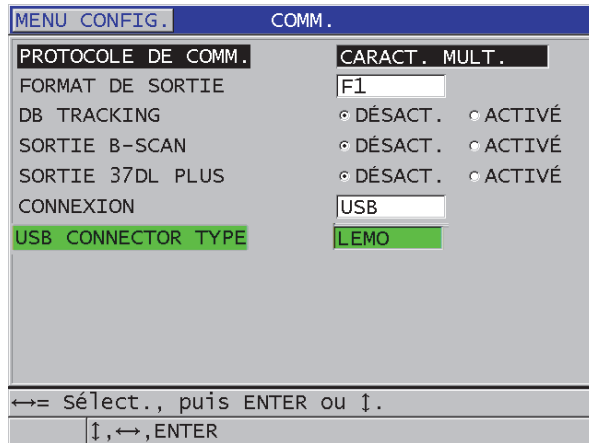 MENU CONFIG. COMM.
PROTOCOLE DE COMM. CARACT. MULT.
FORMAT DE SORTIE F1
DB TRACKING DÉSACT. ACTIVÉ
SORTIE B-SCAN DÉSACT. ACTIVÉ
SORTIE 37DL PLUS DÉSACT. ACTIVÉ
CONNEXION USB
USB CONNECTOR TYPE LEMO
↔= Sélect., puis ENTER ou ↕.
↕,↔,ENTER